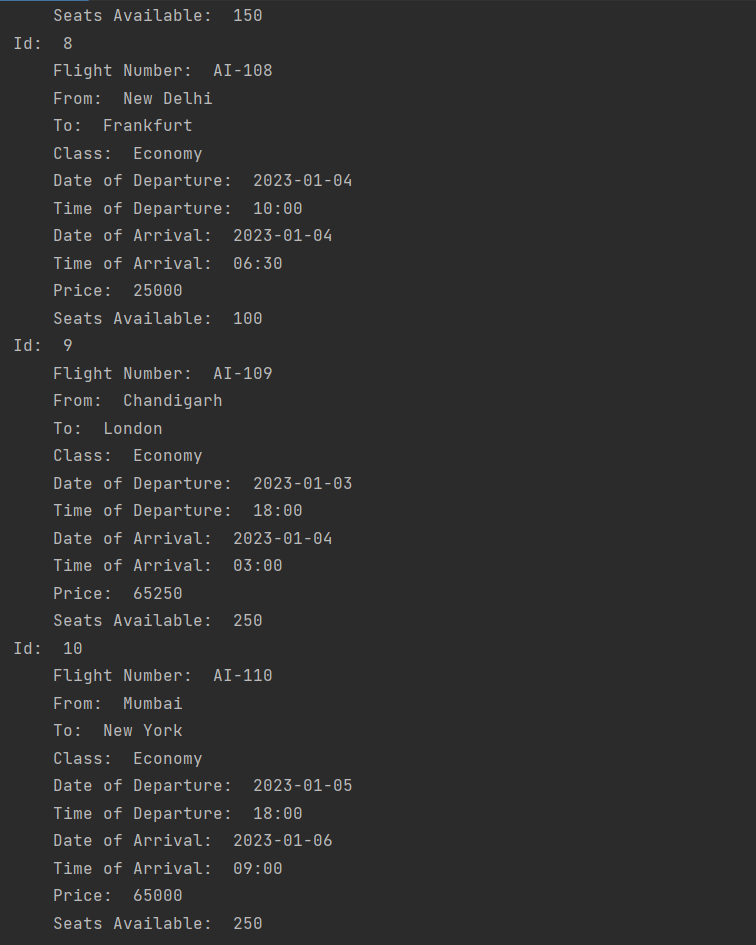 Seats Available:  150
Id:  8
Flight Number:  AI-108
From:  New Delhi
To:  Frankfurt
Class:  Economy
Date of Departure:  2023-01-04
Time of Departure:  10:00
Date of Arrival:  2023-01-04
Time of Arrival:  06:30
Price:  25000
Seats Available:  100
Id:  9
Flight Number:  AI-109
From:  Chandigarh
To:  London
Class:  Economy
Date of Departure:  2023-01-03
Time of Departure:  18:00
Date of Arrival:  2023-01-04
Time of Arrival:  03:00
Price:  65250
Seats Available:  250
Id:  10
Flight Number:  AI-110
From:  Mumbai
To:  New York
Class:  Economy
Date of Departure:  2023-01-05
Time of Departure:  18:00
Date of Arrival:  2023-01-06
Time of Arrival:  09:00
Price:  65000
Seats Available:  250